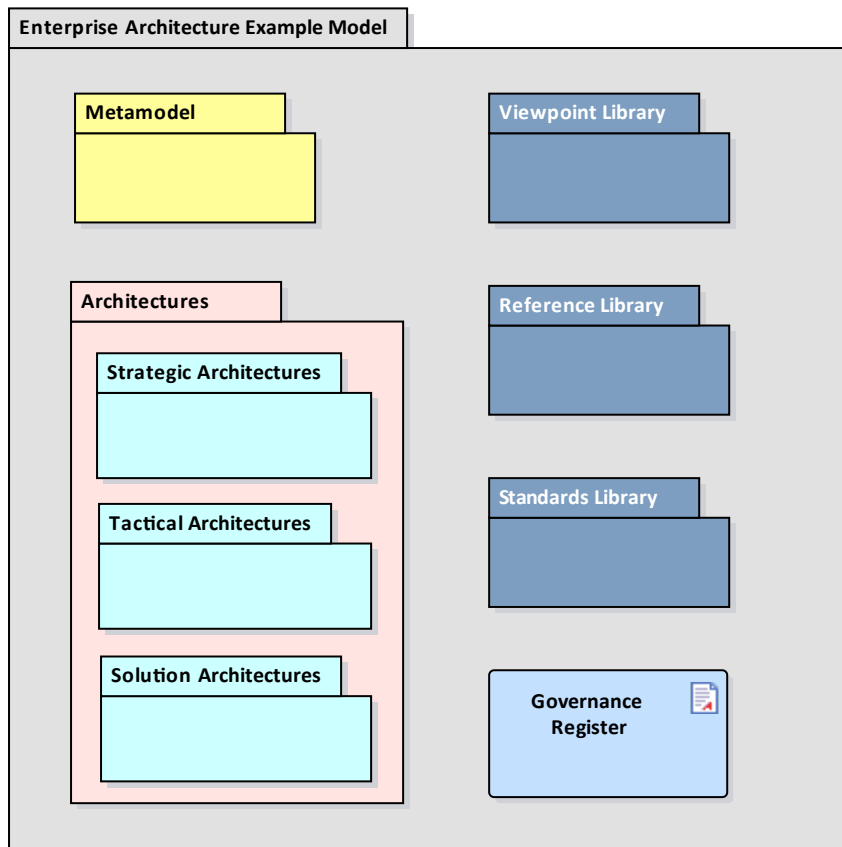 Enterprise Architecture Example Model
Metamodel
Viewpoint Library
Architectures
Reference Library
Strategic Architectures
Tactical Architectures
Standards Library
Solution Architectures
Governance
Register